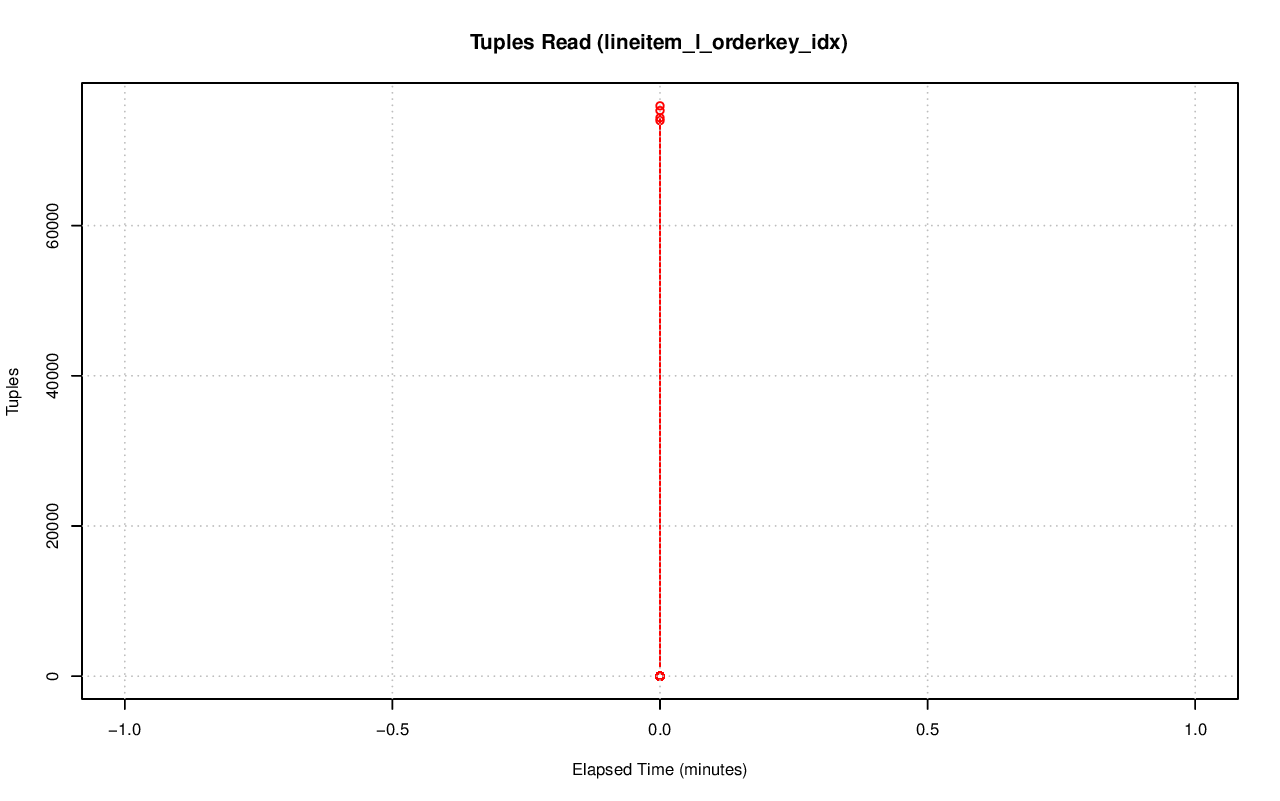 Tuples Read (lineitem_l_orderkey_idx)
Tuples
60000
40000
20000
0
−1.0 −0.5 0.0 0.5 1.0
Elapsed Time (minutes)